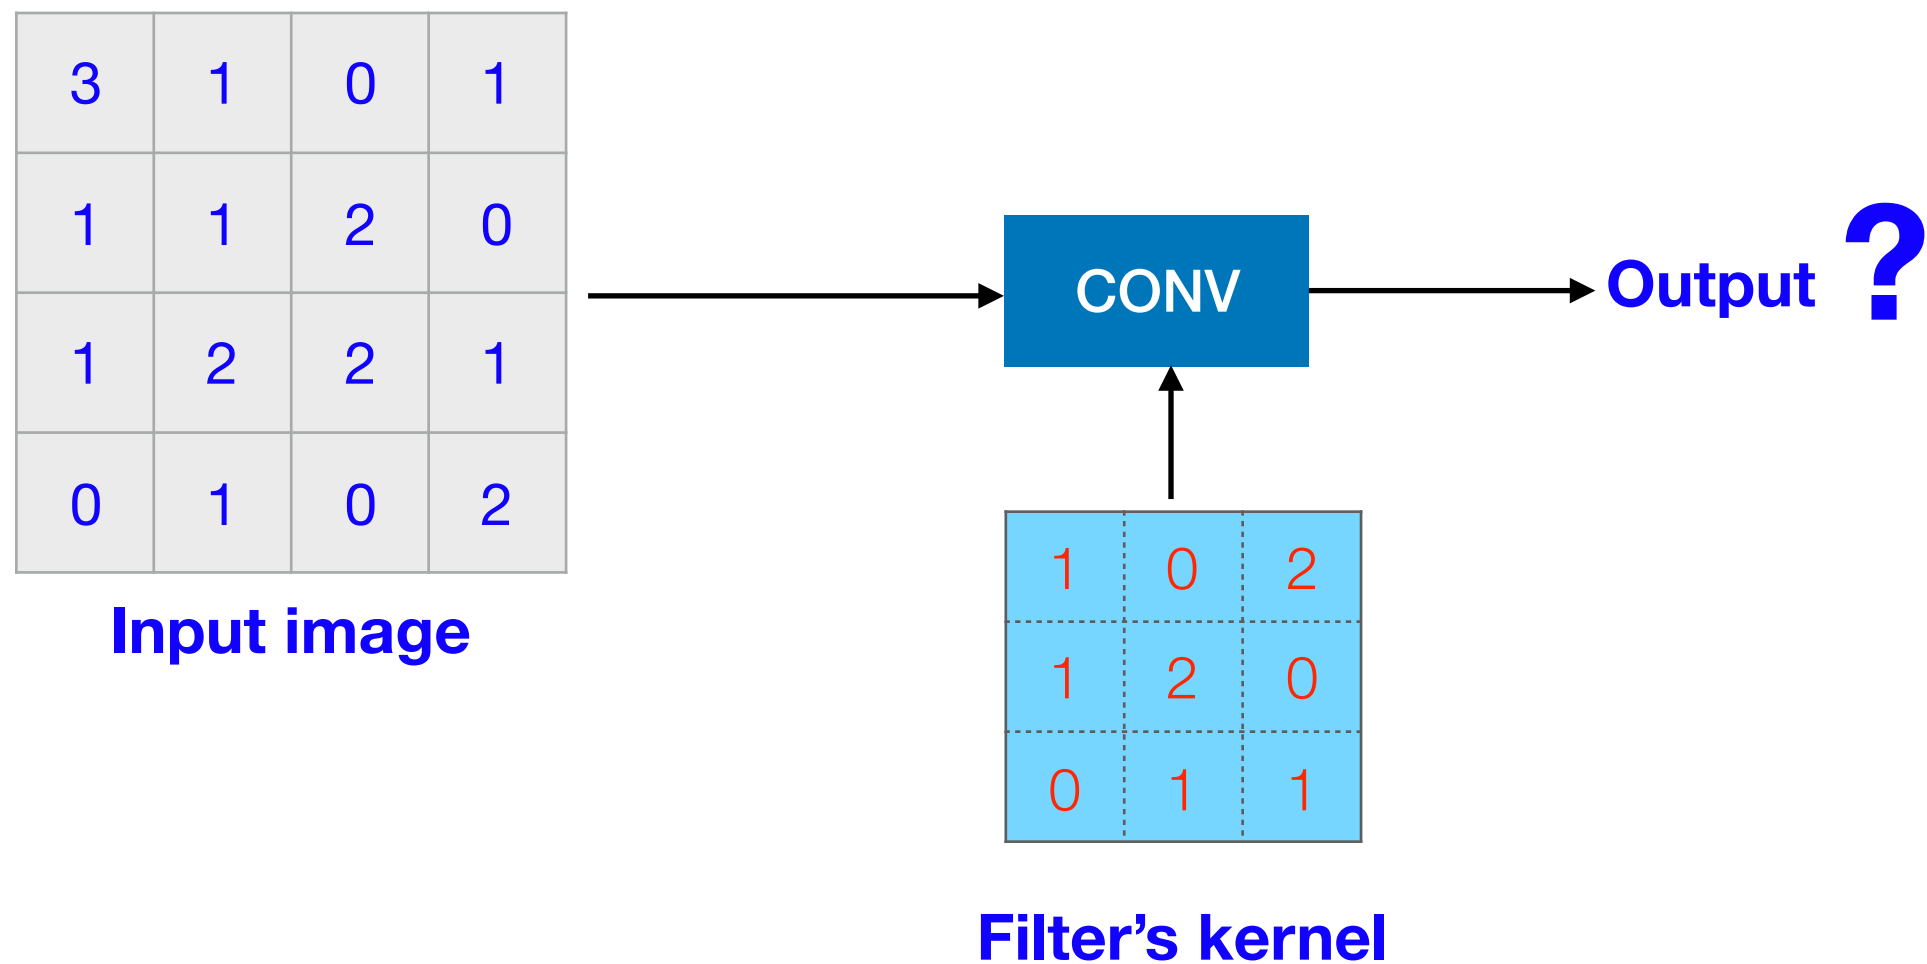 3 1 0 1
1 1 2 0
1 2 2 1
0 1 0 2
Input image
CONV
Output ?
1 0 2
1 2 0
0 1 1
Filter’s kernel